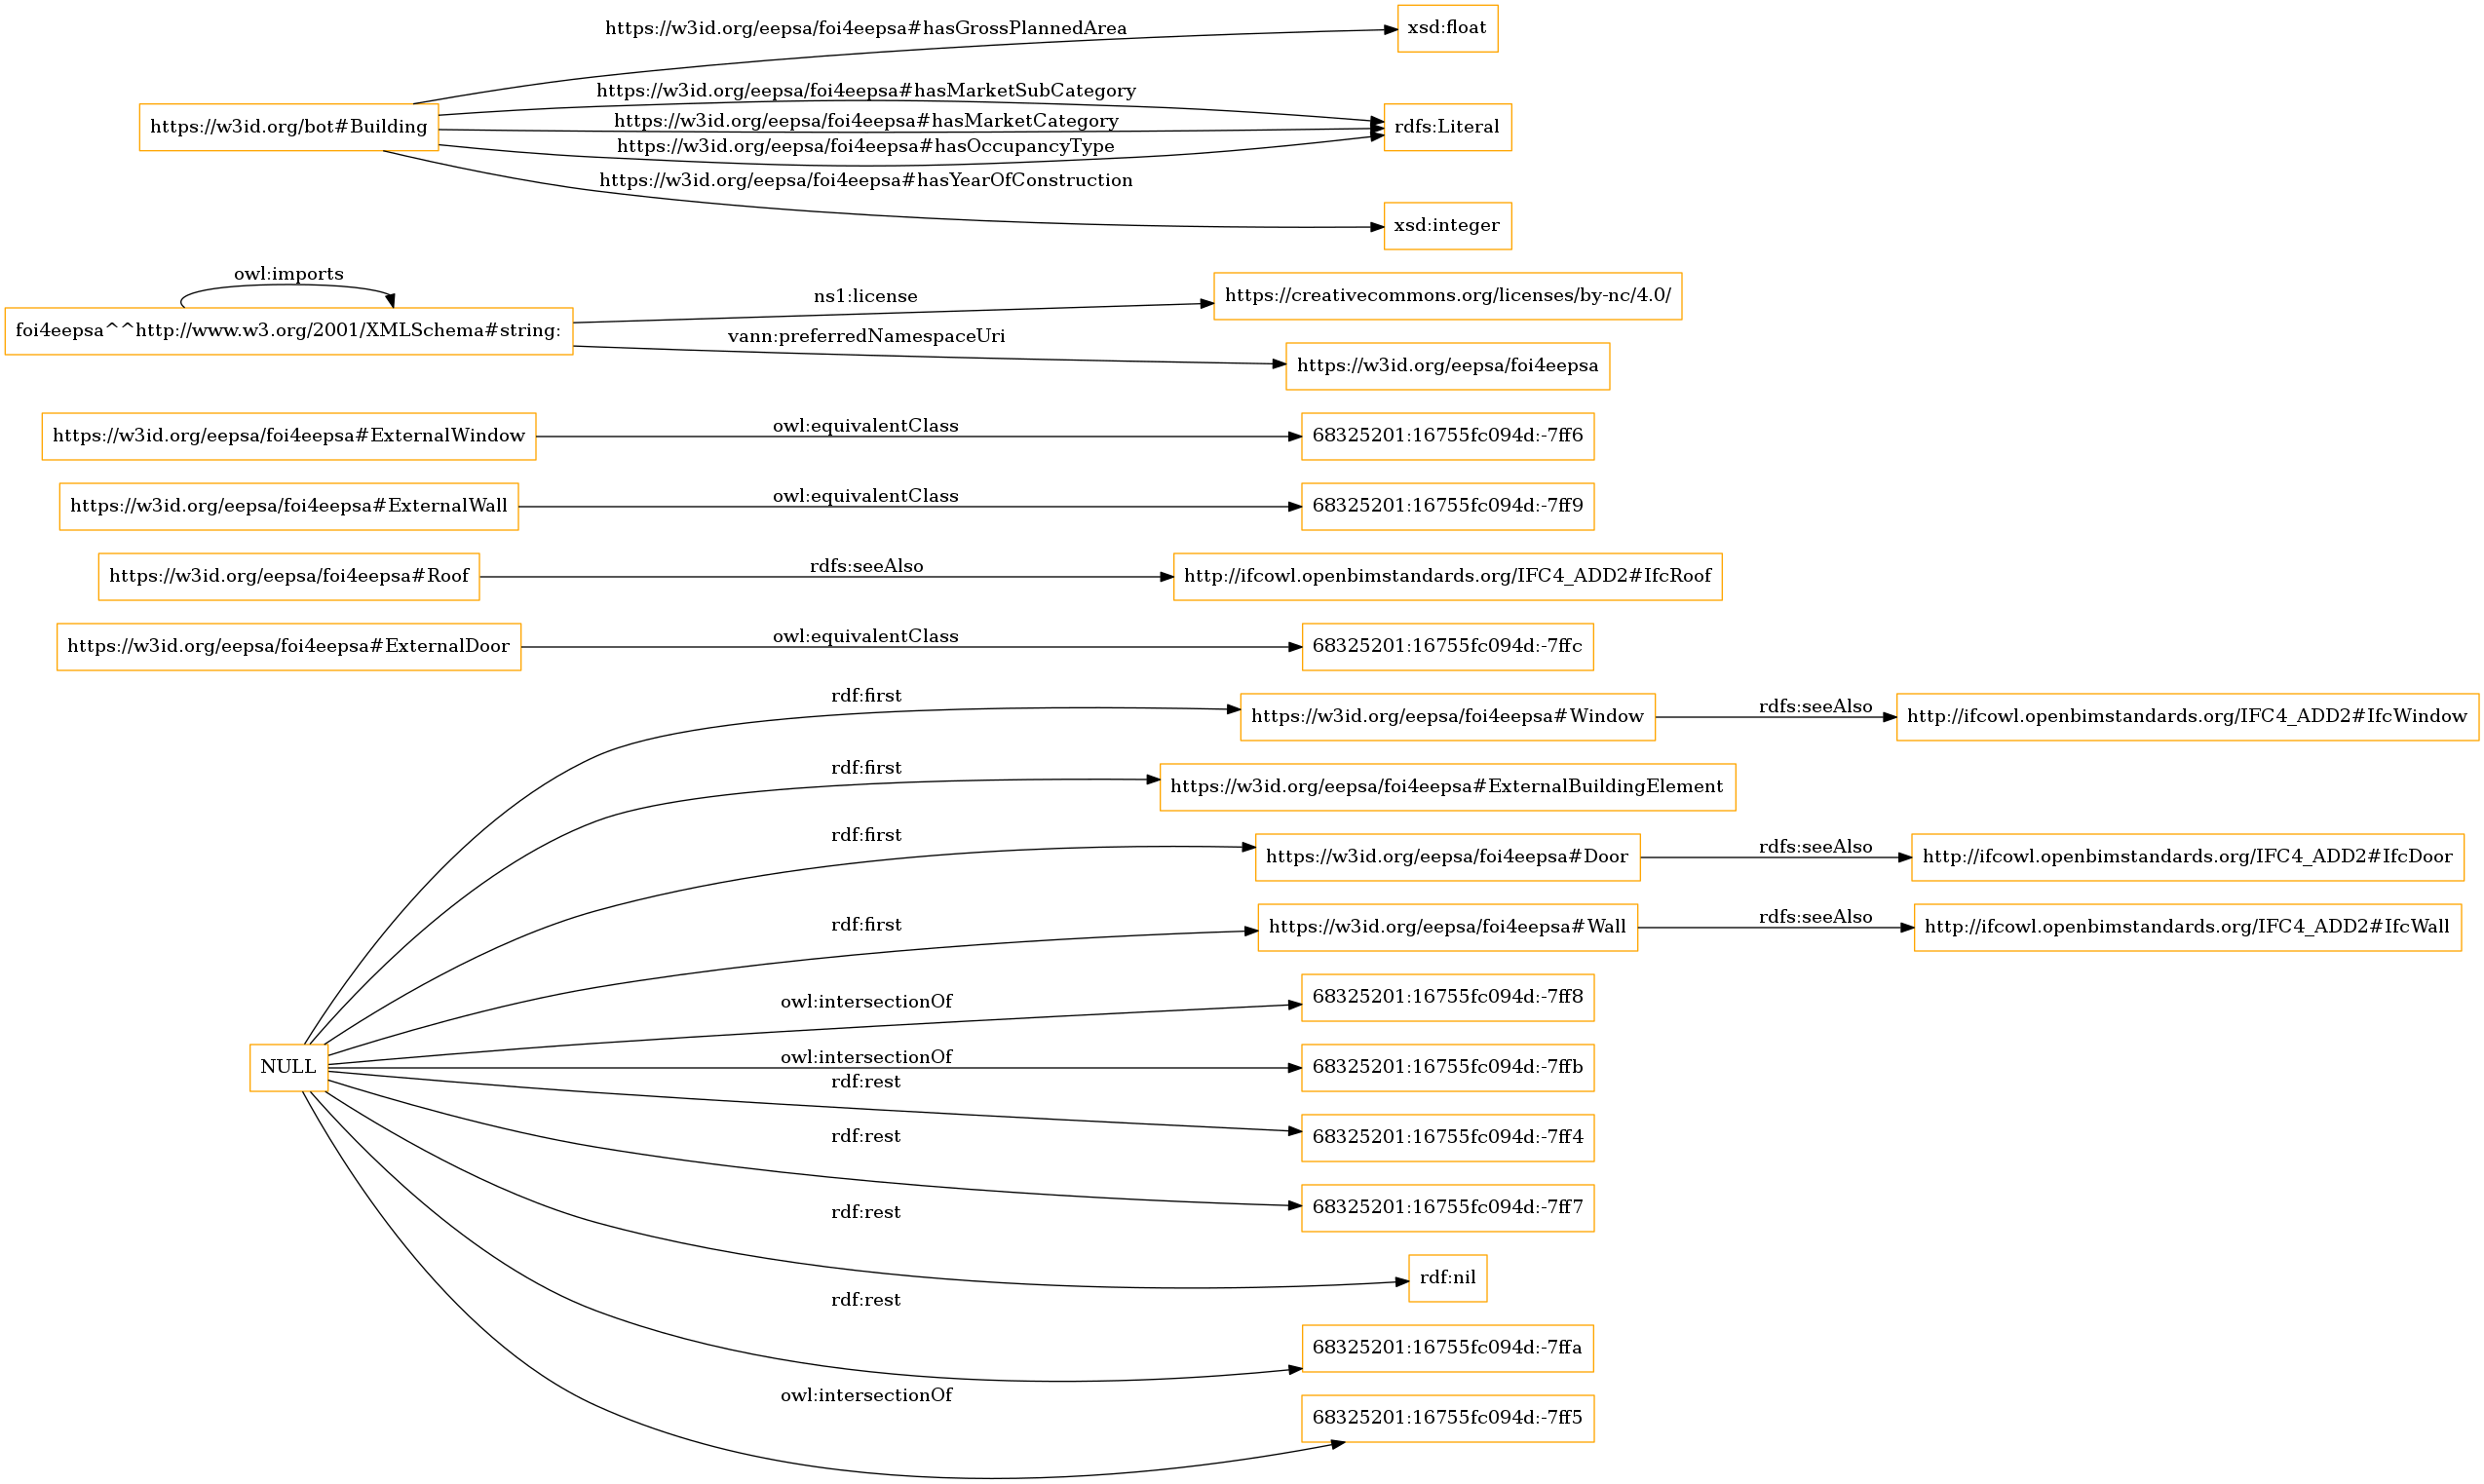 https://w3id.org/eepsa/foi4eepsa#hasGrossPlannedArea
xsd:float
https://w3id.org/bot#Building
https://w3id.org/eepsa/foi4eepsa#hasMarketSubCategory
https://w3id.org/eepsa/foi4eepsa#hasMarketCategory
https://w3id.org/eepsa/foi4eepsa#hasOccupancyType
rdfs:Literal
https://w3id.org/eepsa/foi4eepsa#hasYearOfConstruction
xsd:integer
owl:imports
foi4eepsa^^http://www.w3.org/2001/XMLSchema#string:
ns1:license
https://creativecommons.org/licenses/by-nc/4.0/
vann:preferredNamespaceUri
https://w3id.org/eepsa/foi4eepsa
https://w3id.org/eepsa/foi4eepsa#ExternalWindow
owl:equivalentClass
68325201:16755fc094d:-7ff6
https://w3id.org/eepsa/foi4eepsa#ExternalWall
owl:equivalentClass
68325201:16755fc094d:-7ff9
https://w3id.org/eepsa/foi4eepsa#Roof
rdfs:seeAlso
http://ifcowl.openbimstandards.org/IFC4_ADD2#IfcRoof
https://w3id.org/eepsa/foi4eepsa#ExternalDoor
owl:equivalentClass
68325201:16755fc094d:-7ffc
rdf:first
https://w3id.org/eepsa/foi4eepsa#Window
rdfs:seeAlso
http://ifcowl.openbimstandards.org/IFC4_ADD2#IfcWindow
rdf:first
https://w3id.org/eepsa/foi4eepsa#ExternalBuildingElement
rdf:first
https://w3id.org/eepsa/foi4eepsa#Door
rdfs:seeAlso
http://ifcowl.openbimstandards.org/IFC4_ADD2#IfcDoor
rdf:first
https://w3id.org/eepsa/foi4eepsa#Wall
rdfs:seeAlso
http://ifcowl.openbimstandards.org/IFC4_ADD2#IfcWall
owl:intersectionOf
68325201:16755fc094d:-7ff8
NULL
owl:intersectionOf
68325201:16755fc094d:-7ffb
rdf:rest
68325201:16755fc094d:-7ff4
rdf:rest
68325201:16755fc094d:-7ff7
rdf:rest
rdf:nil
rdf:rest
68325201:16755fc094d:-7ffa
owl:intersectionOf
68325201:16755fc094d:-7ff5